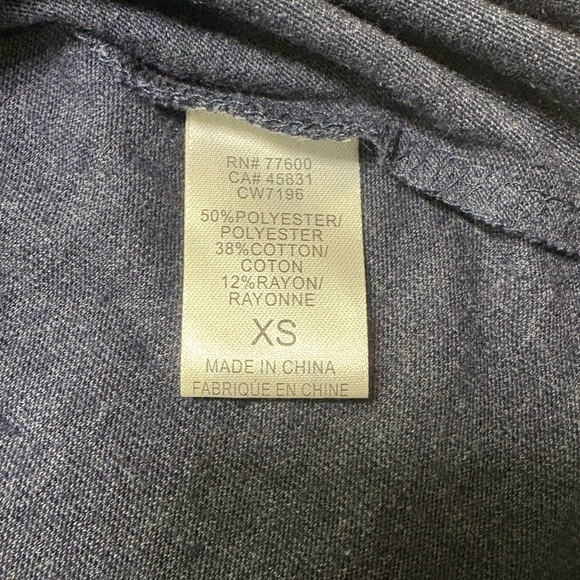 RN# 77600
CA# 45831
CW7196
50%POLYESTER/
POLYESTER
38%COTTON/
COTON
12%RAYON/
RAYONNE
XS
MADE IN CHINA
FABRIQUE EN CHINE